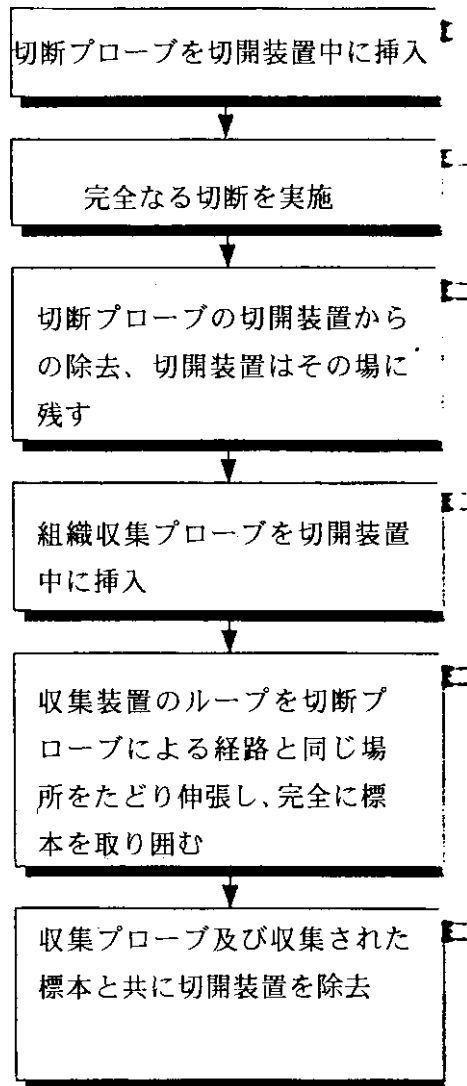 切断プローブを切開装置中に挿入
完全なる切断を実施
切断プローブの切開装置から
の除去、切開装置はその場に
残す
組織収集プローブを切開装置
中に挿入
収集装置のループを切断プ
ローブによる経路と同じ場
所をたどり伸張し、完全に標
本を取り囲む
収集プローブ及び収集された
標本と共に切開装置を除去